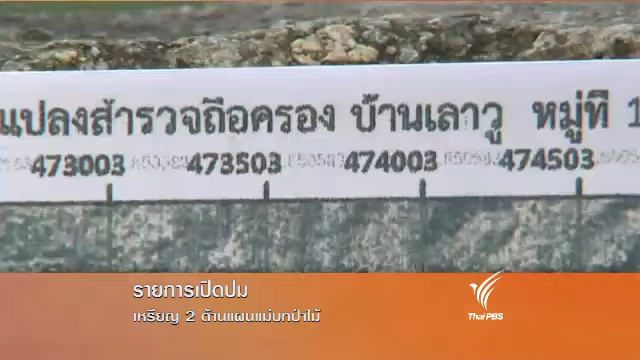 แปลงสำรวจถือครอง บ้านเลาวู หมู่ที่ 1
473003 473503 474003 474503
รายการเปิดปม
เหรียญ 2 ด้านแผนแม่บทป่าไม้
Thai PBS